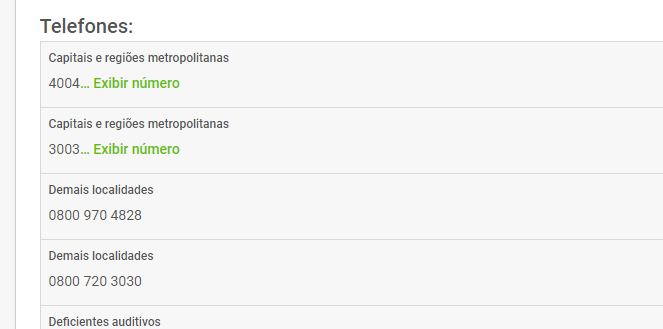 Telefones:
Capitais e regiões metropolitanas
4004... Exibir número
Capitais e regiões metropolitanas
3003... Exibir número
Demais localidades
0800 970 4828
Demais localidades
0800 720 3030
Deficientes auditivos